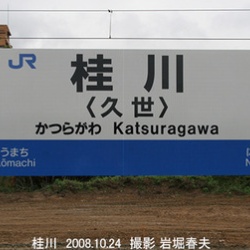 JR
桂川
〈久世〉
かつらがわ Katsuragawa
うまち
ōmachi
桂川 2008.10.24 撮影 岩堀春夫